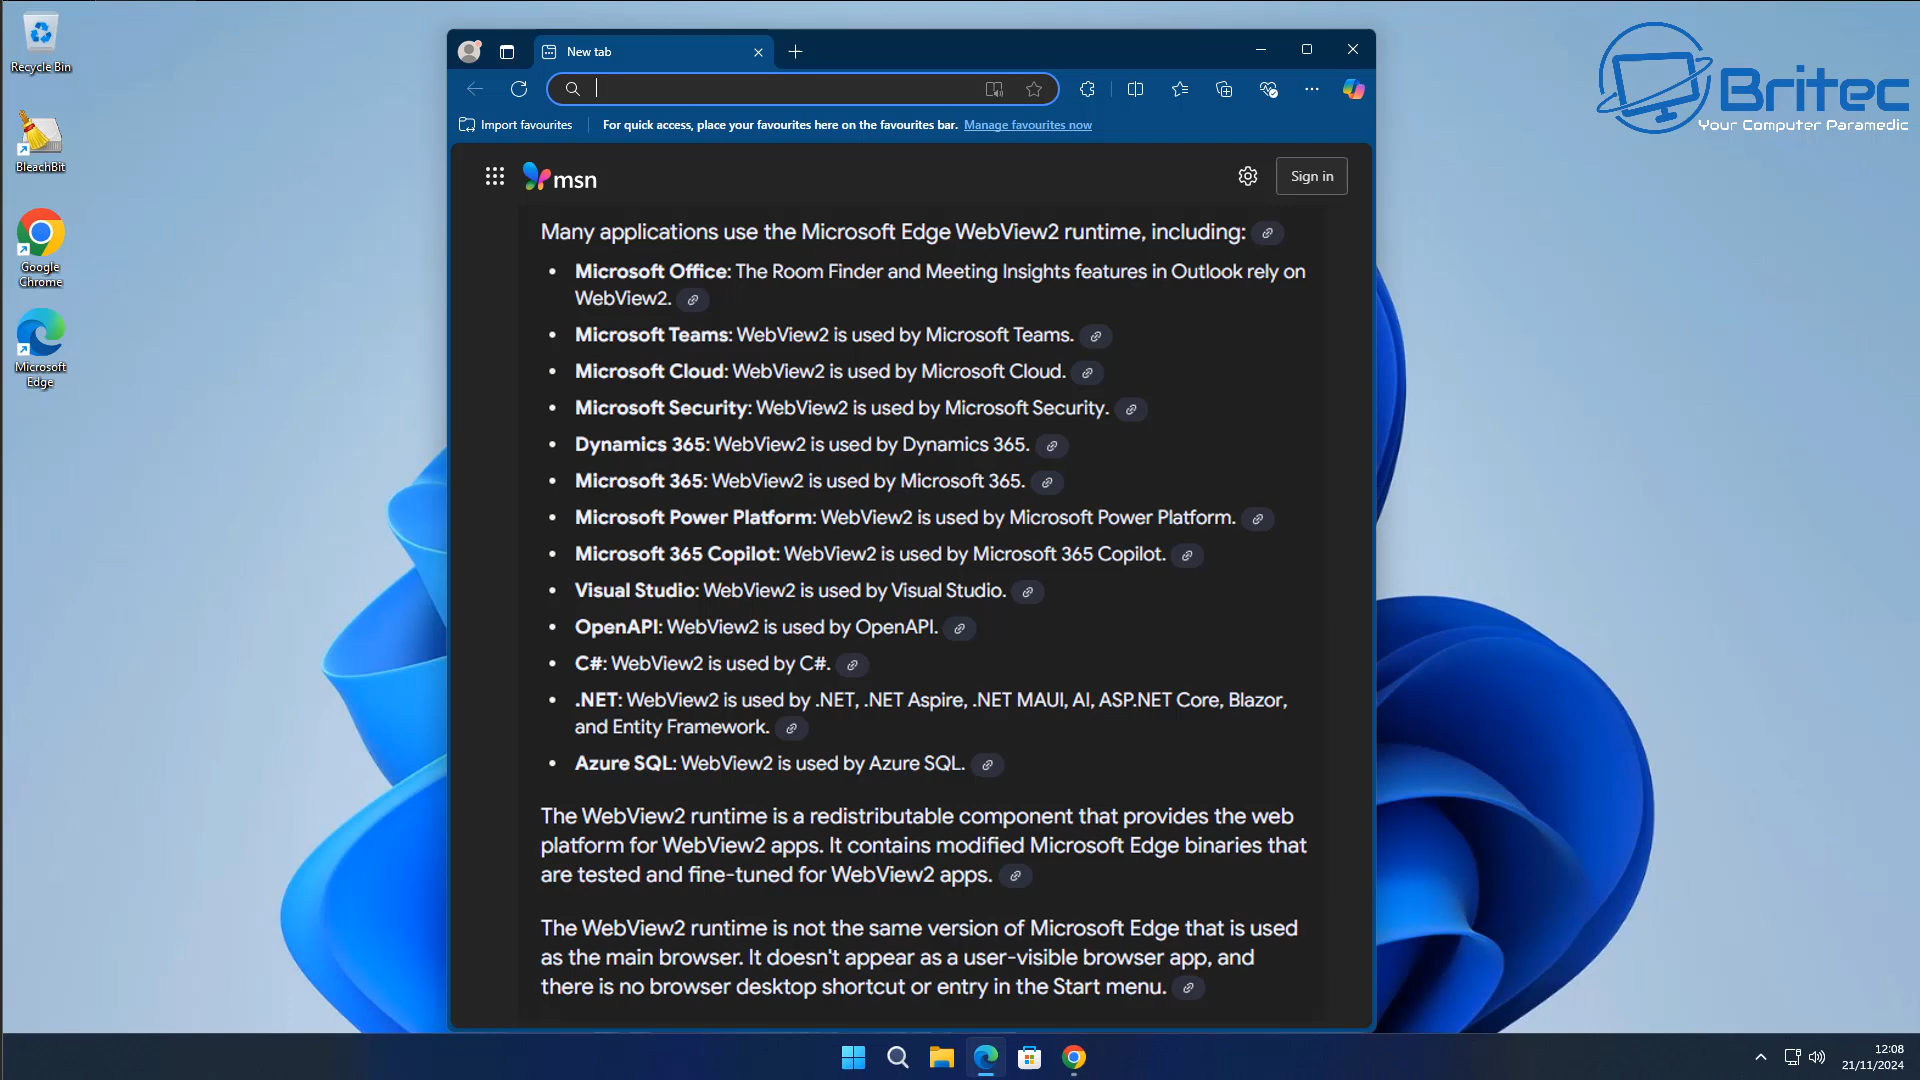 Recycle Bin
BleachBit
Google
Chrome
Microsoft
Edge
New tab
Import favourites
For quick access, place your favourites here on the favourites bar. Manage favourites now
msn
Sign in
Many applications use the Microsoft Edge WebView2 runtime, including:
• Microsoft Office: The Room Finder and Meeting Insights features in Outlook rely on
WebView2.
• Microsoft Teams: WebView2 is used by Microsoft Teams.
• Microsoft Cloud: WebView2 is used by Microsoft Cloud.
• Microsoft Security: WebView2 is used by Microsoft Security.
• Dynamics 365: WebView2 is used by Dynamics 365.
• Microsoft 365: WebView2 is used by Microsoft 365.
• Microsoft Power Platform: WebView2 is used by Microsoft Power Platform.
• Microsoft 365 Copilot: WebView2 is used by Microsoft 365 Copilot.
• Visual Studio: WebView2 is used by Visual Studio.
• OpenAPI: WebView2 is used by OpenAPI.
• C#: WebView2 is used by C#.
• .NET: WebView2 is used by .NET, .NET Aspire, .NET MAUI, AI, ASP.NET Core, Blazor,
and Entity Framework.
• Azure SQL: WebView2 is used by Azure SQL.
The WebView2 runtime is a redistributable component that provides the web
platform for WebView2 apps. It contains modified Microsoft Edge binaries that
are tested and fine-tuned for WebView2 apps.
The WebView2 runtime is not the same version of Microsoft Edge that is used
as the main browser. It doesn't appear as a user-visible browser app, and
there is no browser desktop shortcut or entry in the Start menu.
Britec
Your Computer Paramedic
12:08
21/11/2024